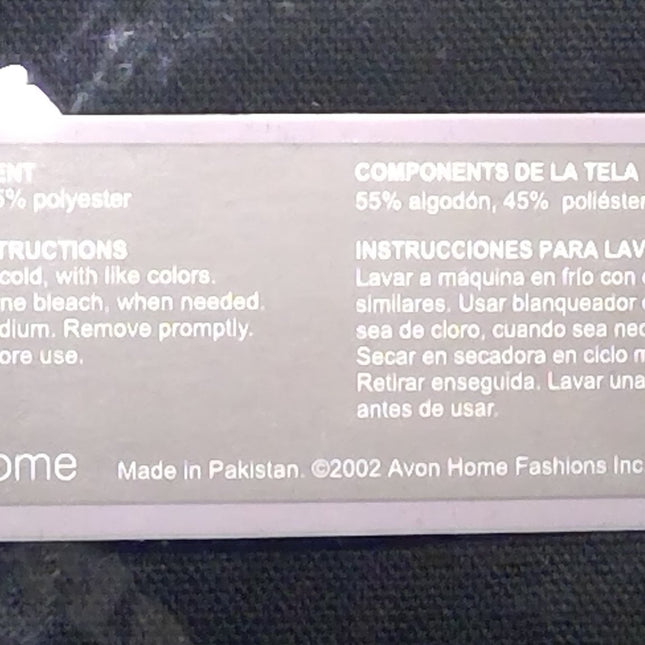 ENT
5% polyester
TRUCTIONS
cold, with like colors.
ne bleach, when needed.
dium. Remove promptly.
ore use.
COMPONENTS DE LA TELA
55% algodón, 45% poliéster
INSTRUCCIONES PARA LAV
Lavar a máquina en frío con
similares. Usar blanqueador
sea de cloro, cuando sea nec
Secar en secadora en ciclo m
Retirar enseguida. Lavar una
antes de usar.
ome
Made in Pakistan. ©2002 Avon Home Fashions Inc